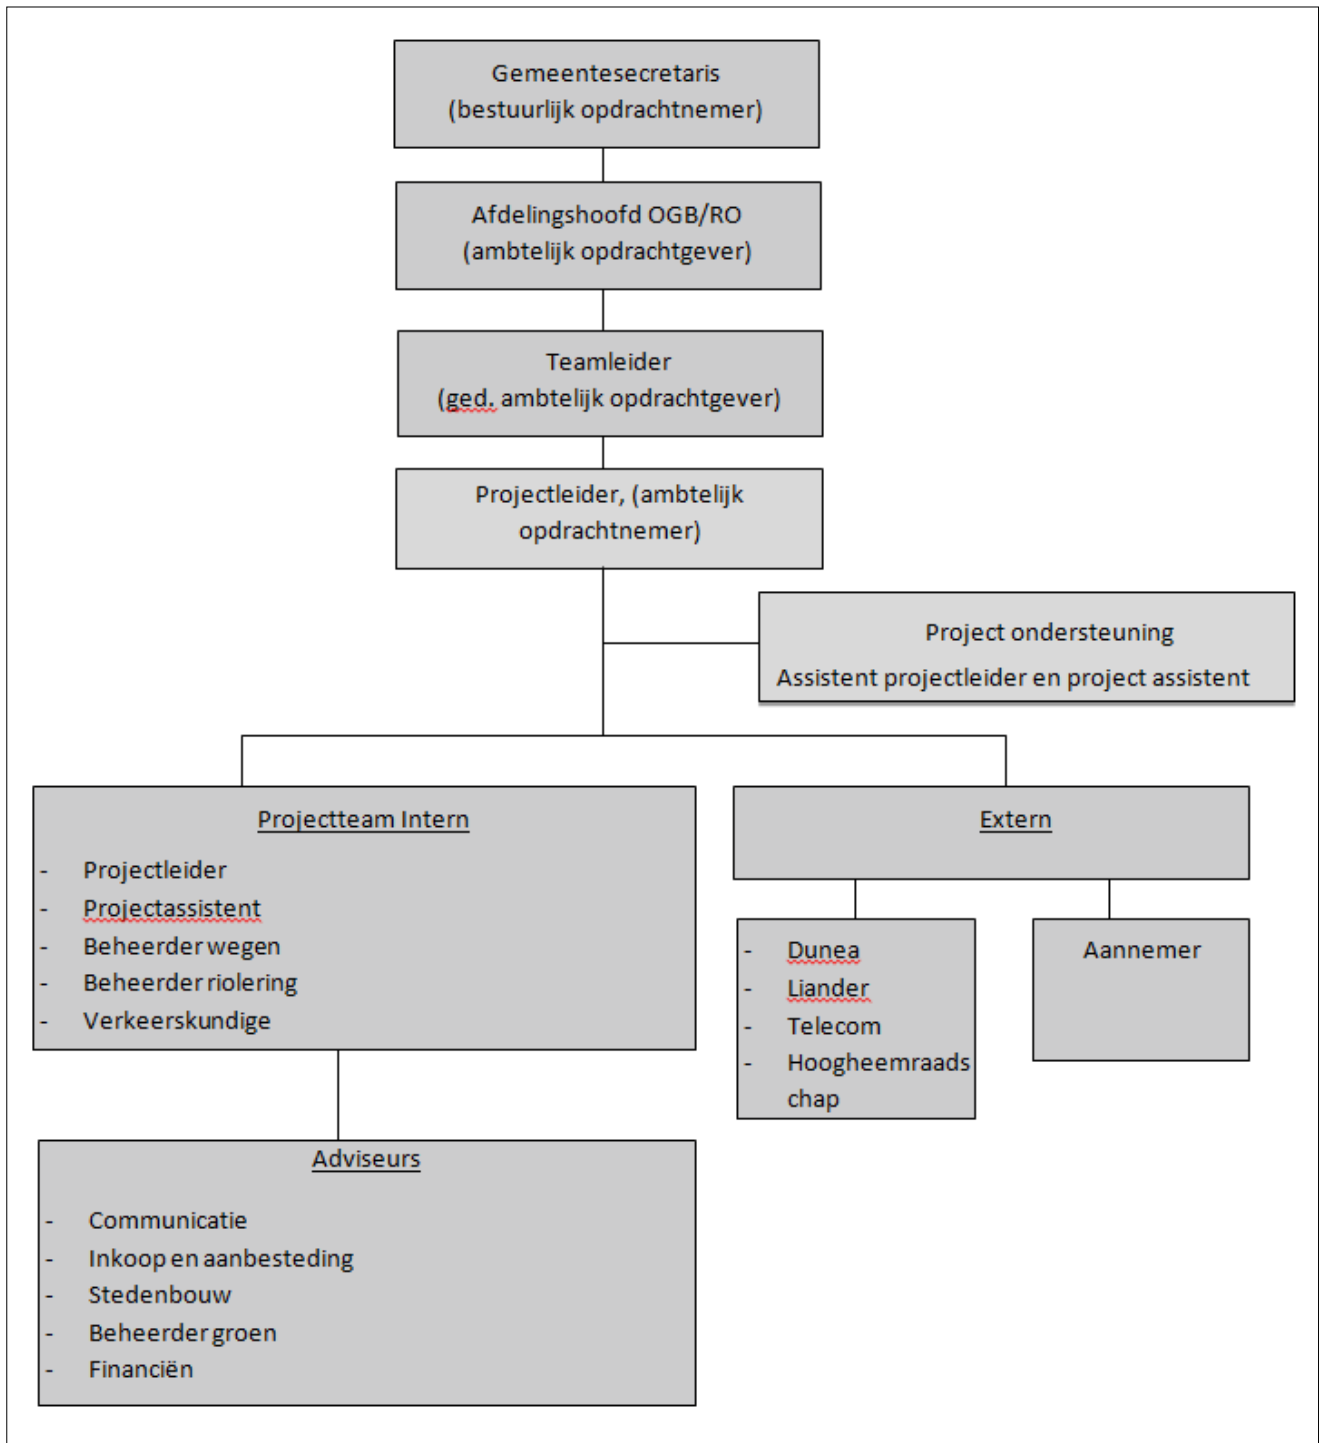 Gemeentesecretaris
(bestuurlijk opdrachtnemer)
Afdelingshoofd OGB/RO
(ambtelijk opdrachtgever)
Teamleider
(ged. ambtelijk opdrachtgever)
Projectleider, (ambtelijk
opdrachtnemer)
Project ondersteuning
Assistent projectleider en project assistent
Projectteam Intern
- Projectleider
- Projectassistent
- Beheerder wegen
- Beheerder riolering
- Verkeerskundige
Extern
- Dunea
- Liander
- Telecom
- Hoogheemraads
chap
Aannemer
Adviseurs
- Communicatie
- Inkoop en aanbesteding
- Stedenbouw
- Beheerder groen
- Financiën